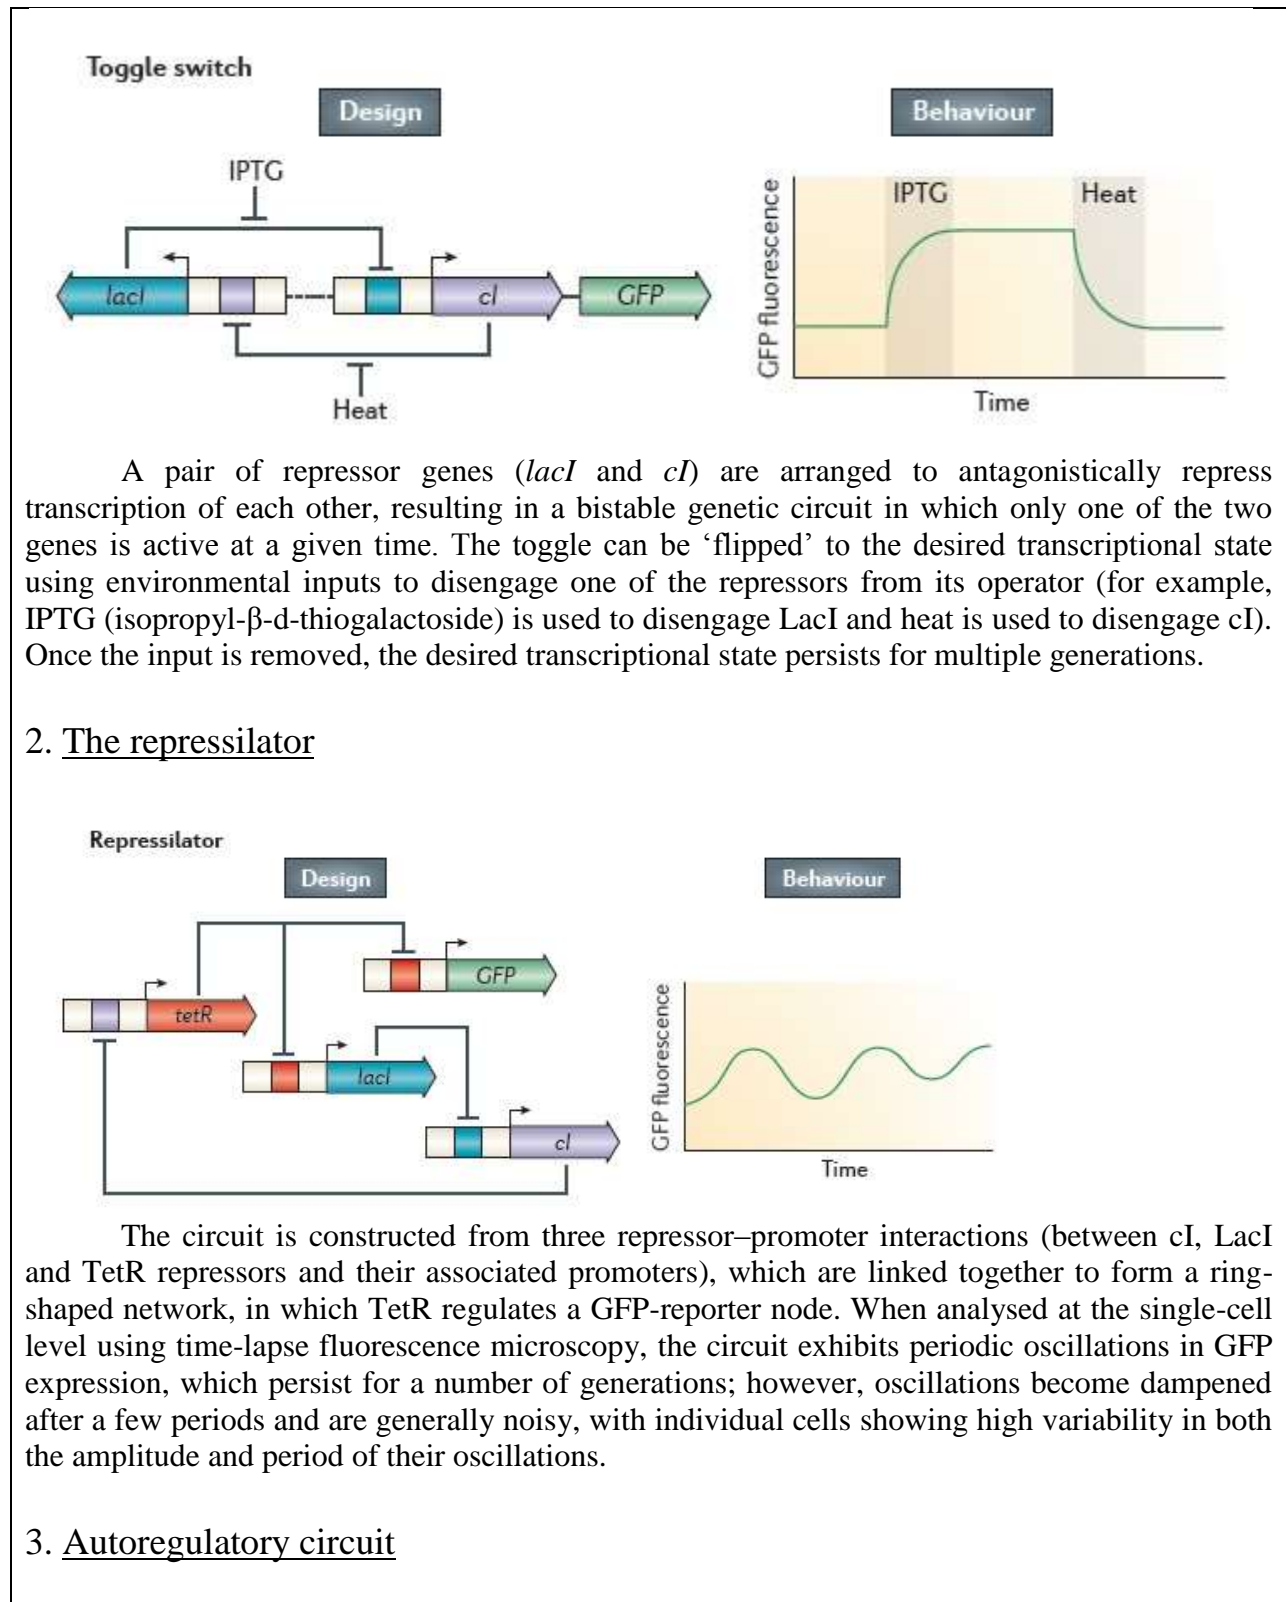 Toggle switch
Design
Behaviour
IPTG
lacI
cI
GFP
Heat
GFP fluorescence
IPTG
Heat
Time
A pair of repressor genes (lacI and cI) are arranged to antagonistically repress
transcription of each other, resulting in a bistable genetic circuit in which only one of the two
genes is active at a given time. The toggle can be ‘flipped’ to the desired transcriptional state
using environmental inputs to disengage one of the repressors from its operator (for example,
IPTG (isopropyl-β-d-thiogalactoside) is used to disengage LacI and heat is used to disengage cI).
Once the input is removed, the desired transcriptional state persists for multiple generations.
2. The repressilator
Repressilator
Design
Behaviour
GFP
tetR
lacI
cI
GFP fluorescence
Time
The circuit is constructed from three repressor–promoter interactions (between cI, LacI
and TetR repressors and their associated promoters), which are linked together to form a ring-
shaped network, in which TetR regulates a GFP-reporter node. When analysed at the single-cell
level using time-lapse fluorescence microscopy, the circuit exhibits periodic oscillations in GFP
expression, which persist for a number of generations; however, oscillations become dampened
after a few periods and are generally noisy, with individual cells showing high variability in both
the amplitude and period of their oscillations.
3. Autoregulatory circuit